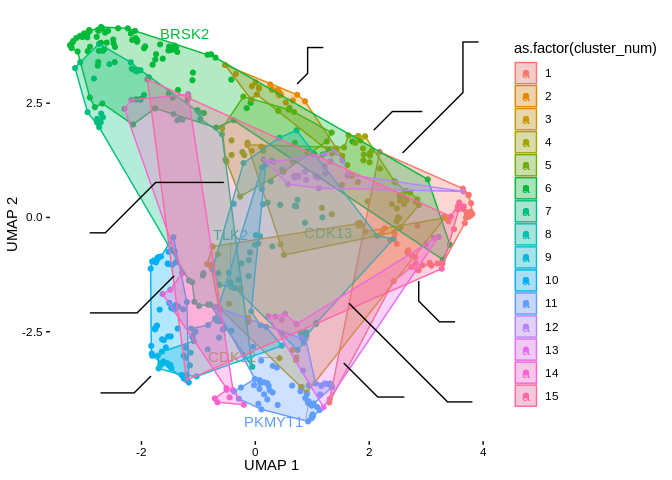 BRSK2
as.factor(cluster_num)
a 1
a 2
a 3
a 4
a 5
a 6
a 7
a 8
a 9
a 10
a 11
a 12
a 13
a 14
a 15
TLK2
CDK13
PKMYT1
UMAP 2
2.5
0.0
-2.5
-2
0
2
4
UMAP 1